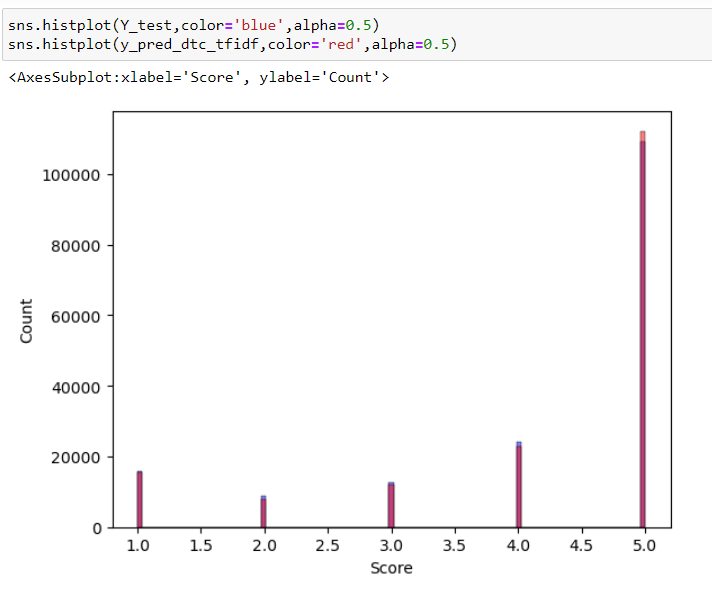 sns.histplot(Y_test,color='blue',alpha=0.5)
sns.histplot(y_pred_dtc_tfidf,color='red',alpha=0.5)
<AxesSubplot:xlabel='Score', ylabel='Count'>
100000
80000
60000
40000
20000
0
Count
1.0 1.5 2.0 2.5 3.0 3.5 4.0 4.5 5.0
Score